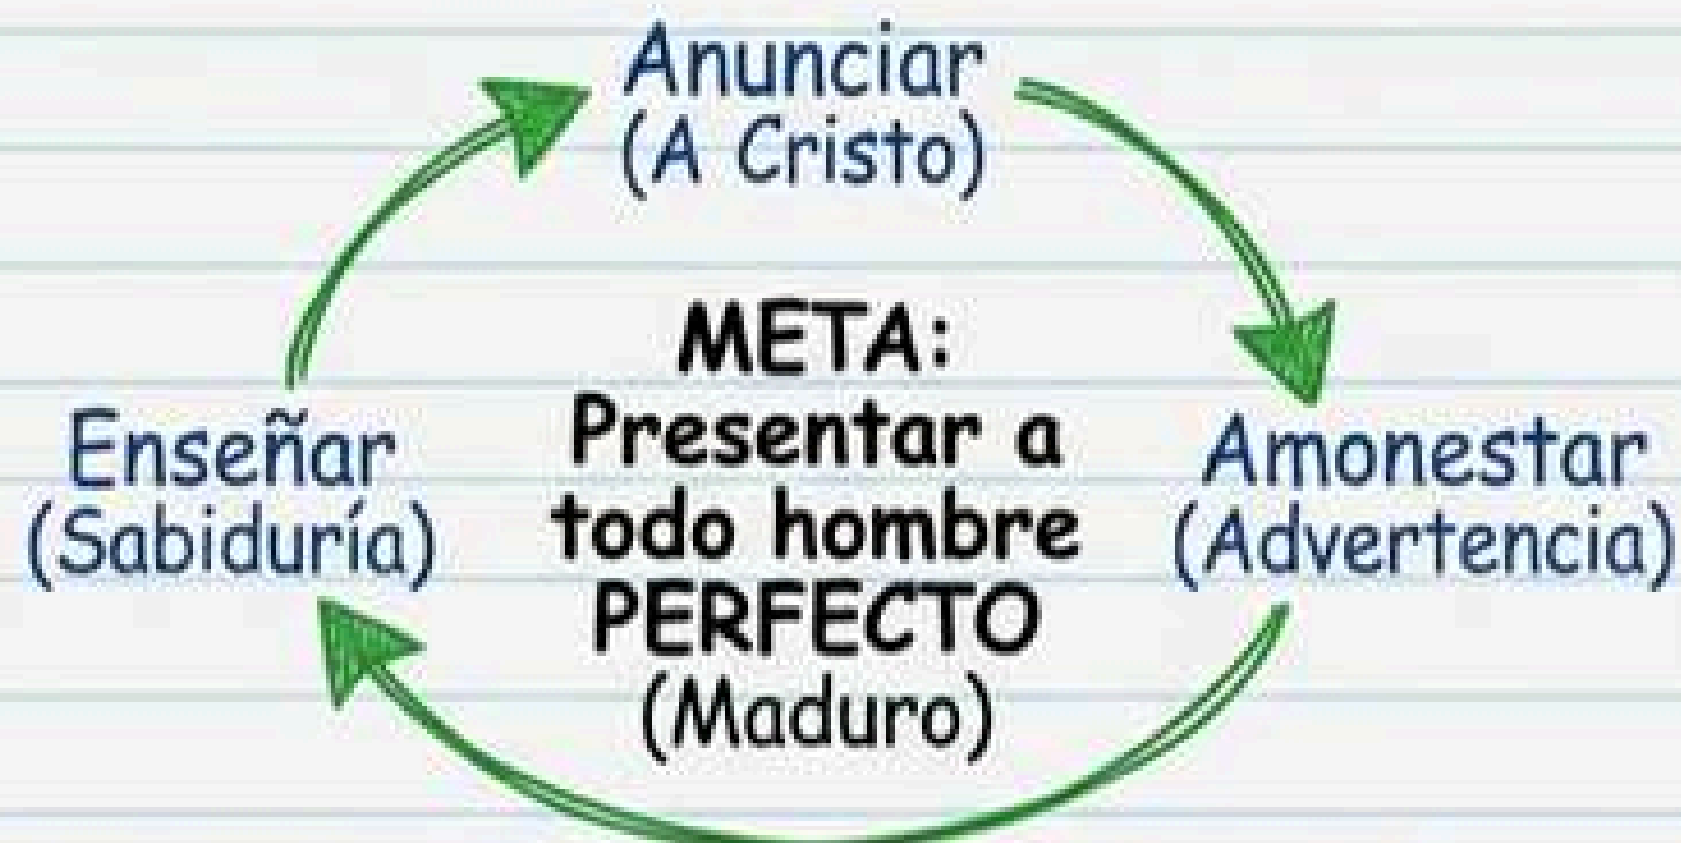 Anunciar
(A Cristo)
META:
Presentar a
todo hombre
PERFECTO
(Maduro)
Enseñar
(Sabiduría)
Amonestar
(Advertencia)